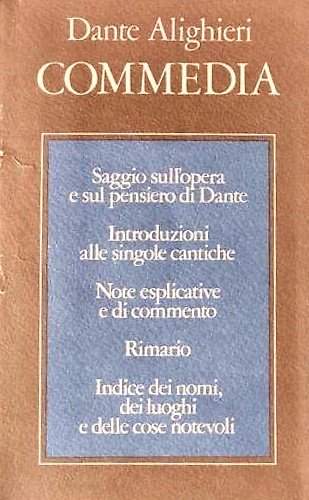 Dante Alighieri
COMMEDIA
Saggio sull'opera
e sul pensiero di Dante
Introduzioni
alle singole cantiche
Note esplicative
e di commento
Rimario
Indice dei nomi,
dei luoghi
e delle cose notevoli